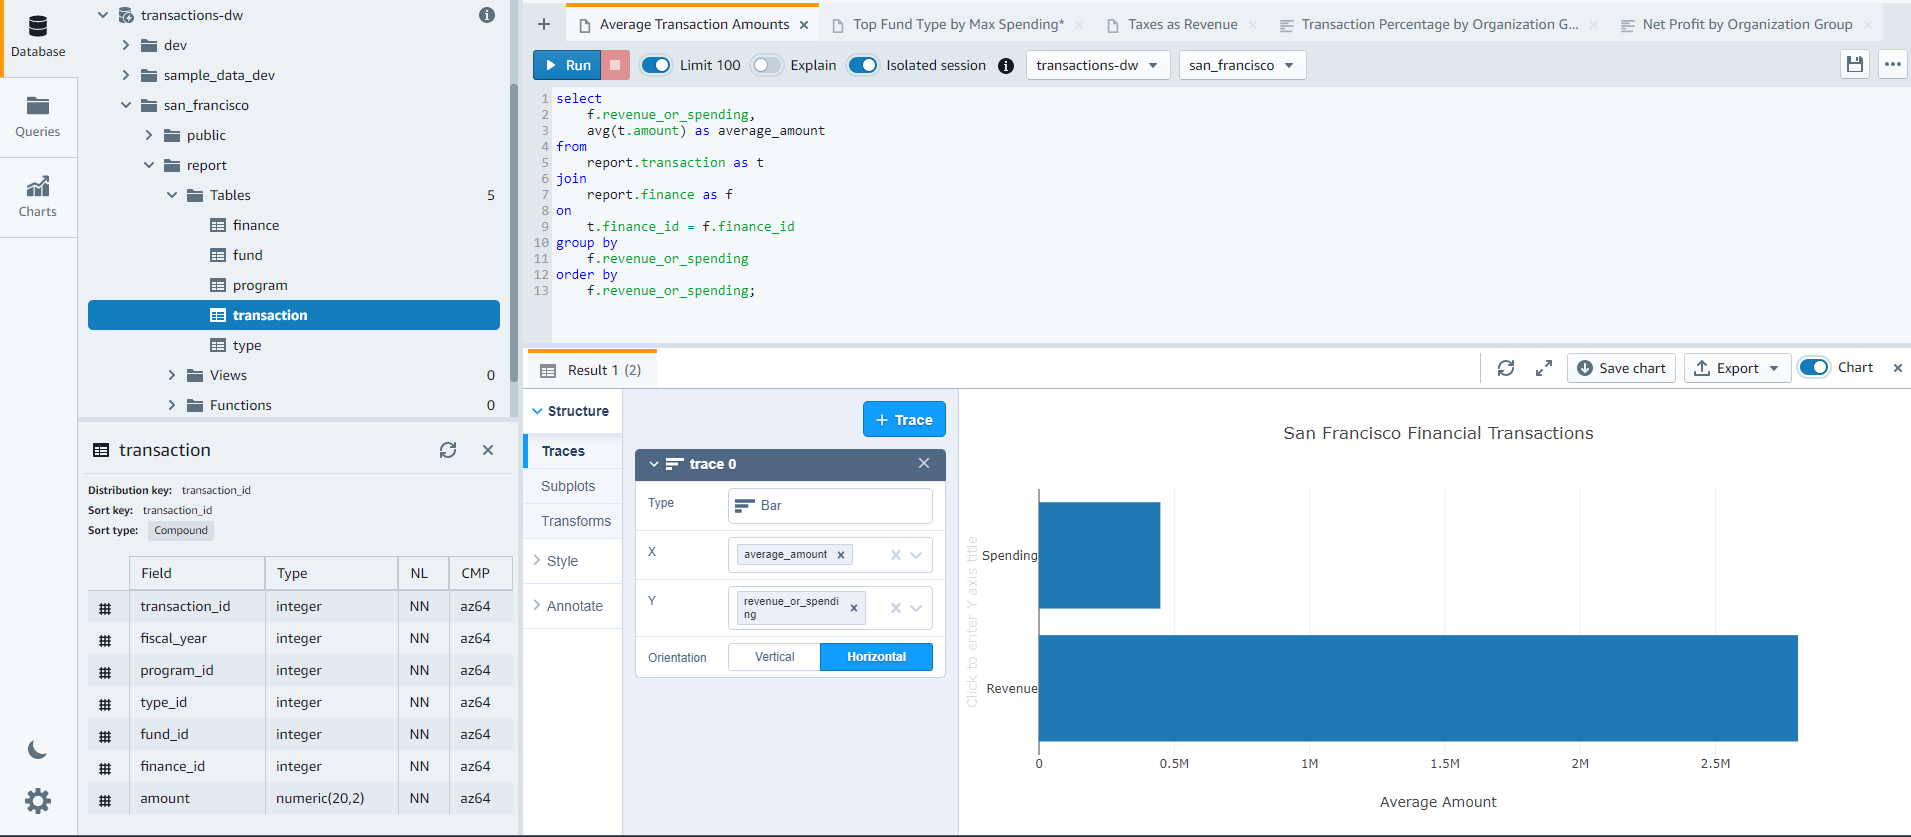 Database
Queries
Charts
transactions-dw
dev
sample_data_dev
san_francisco
public
report
Tables 5
finance
fund
program
transaction
type
Views 0
Functions 0
transaction
Distribution key: transaction_id
Sort key: transaction_id
Sort type: Compound
Field Type NL CMP
transaction_id integer NN az64
fiscal_year integer NN az64
program_id integer NN az64
type_id integer NN az64
fund_id integer NN az64
finance_id integer NN az64
amount numeric(20,2) NN az64
Average Transaction Amounts Top Fund Type by Max Spending* Taxes as Revenue Transaction Percentage by Organization G... Net Profit by Organization Group
Run Limit 100 Explain Isolated session transactions-dw san_francisco
1 select
2 f.revenue_or_spending,
3 avg(t.amount) as average_amount
4 from
5 report.transaction as t
6 join
7 report.finance as f
8 on
9 t.finance_id = f.finance_id
10 group by
11 f.revenue_or_spending
12 order by
13 f.revenue_or_spending;
Result 1 (2)
Save chart Export Chart
Structure
Traces
Subplots
Transforms
Style
Annotate
+ Trace
trace 0
Type Bar
X average_amount
Y revenue_or_spendi
ng
Orientation Vertical Horizontal
San Francisco Financial Transactions
Click to enter Y axis title
Spending
Revenue
0 0.5M 1M 1.5M 2M 2.5M
Average Amount